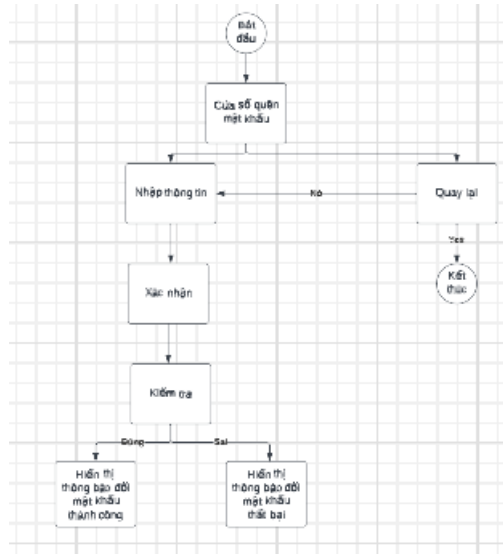 Bắt
đầu
Cửa sổ quên
mật khẩu
Nhập thông tin
No
Quay lại
Yes
Kết
thúc
Xác nhận
Kiểm tra
Đúng
Sai
Hiển thị
thông báo đổi
mật khẩu
thành công
Hiển thị
thông báo đổi
mật khẩu
thất bại